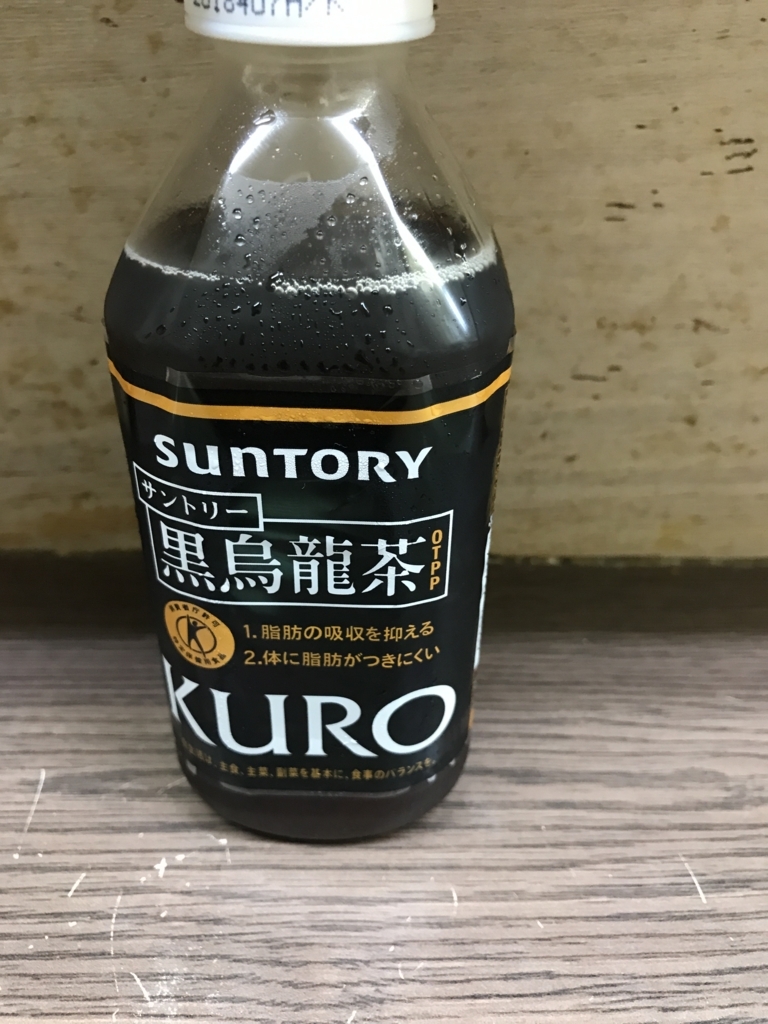 SUNTORY
サントリー
黒烏龍茶
OTPP
1.脂肪の吸収を抑える
2.体に脂肪がつきにくい
KURO
は、主食、主菜、副菜を基本に、食事のバランスを。